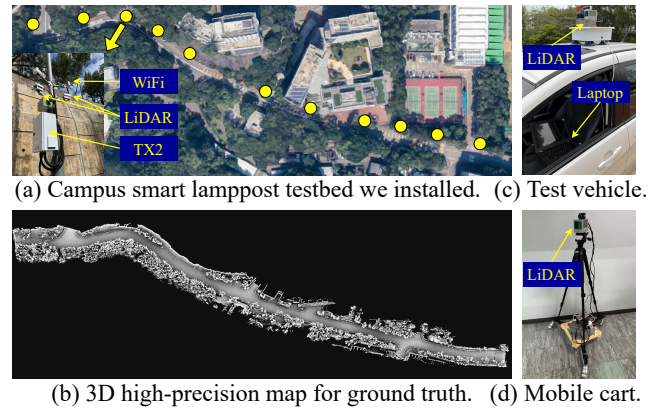 WiFi
LiDAR
TX2
LiDAR
Laptop
(a) Campus smart lamppost testbed we installed.
(c) Test vehicle.
LiDAR
(b) 3D high-precision map for ground truth.
(d) Mobile cart.